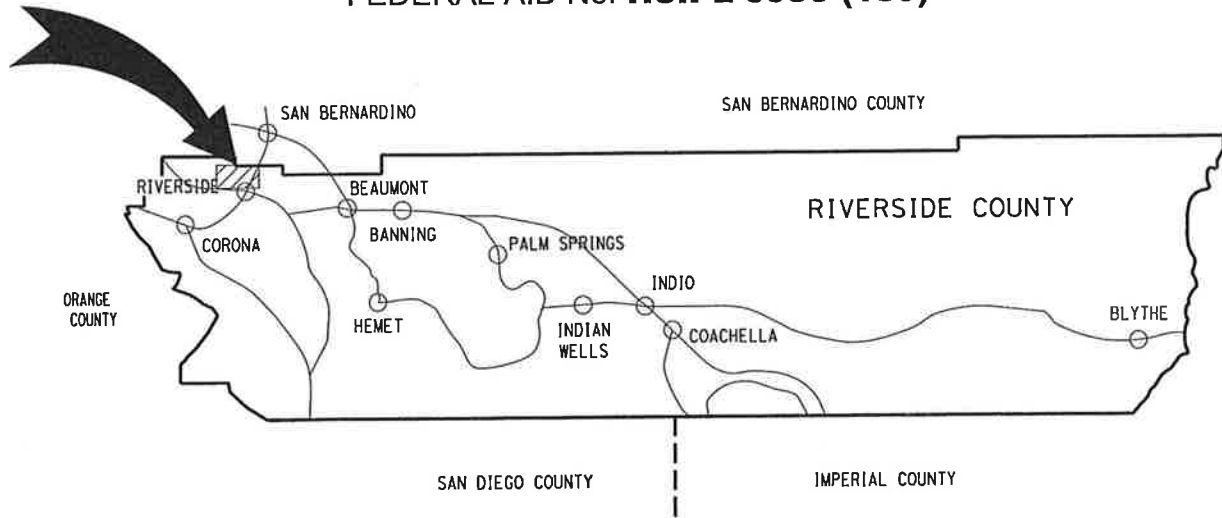 SAN BERNARDINO
SAN BERNARDINO COUNTY
RIVERSIDE
BEAUMONT
RIVERSIDE COUNTY
CORONA
BANNING
PALM SPRINGS
ORANGE
COUNTY
INDIO
HEMET
INDIAN
WELLS
COACHELLA
BLYTHE
SAN DIEGO COUNTY
IMPERIAL COUNTY